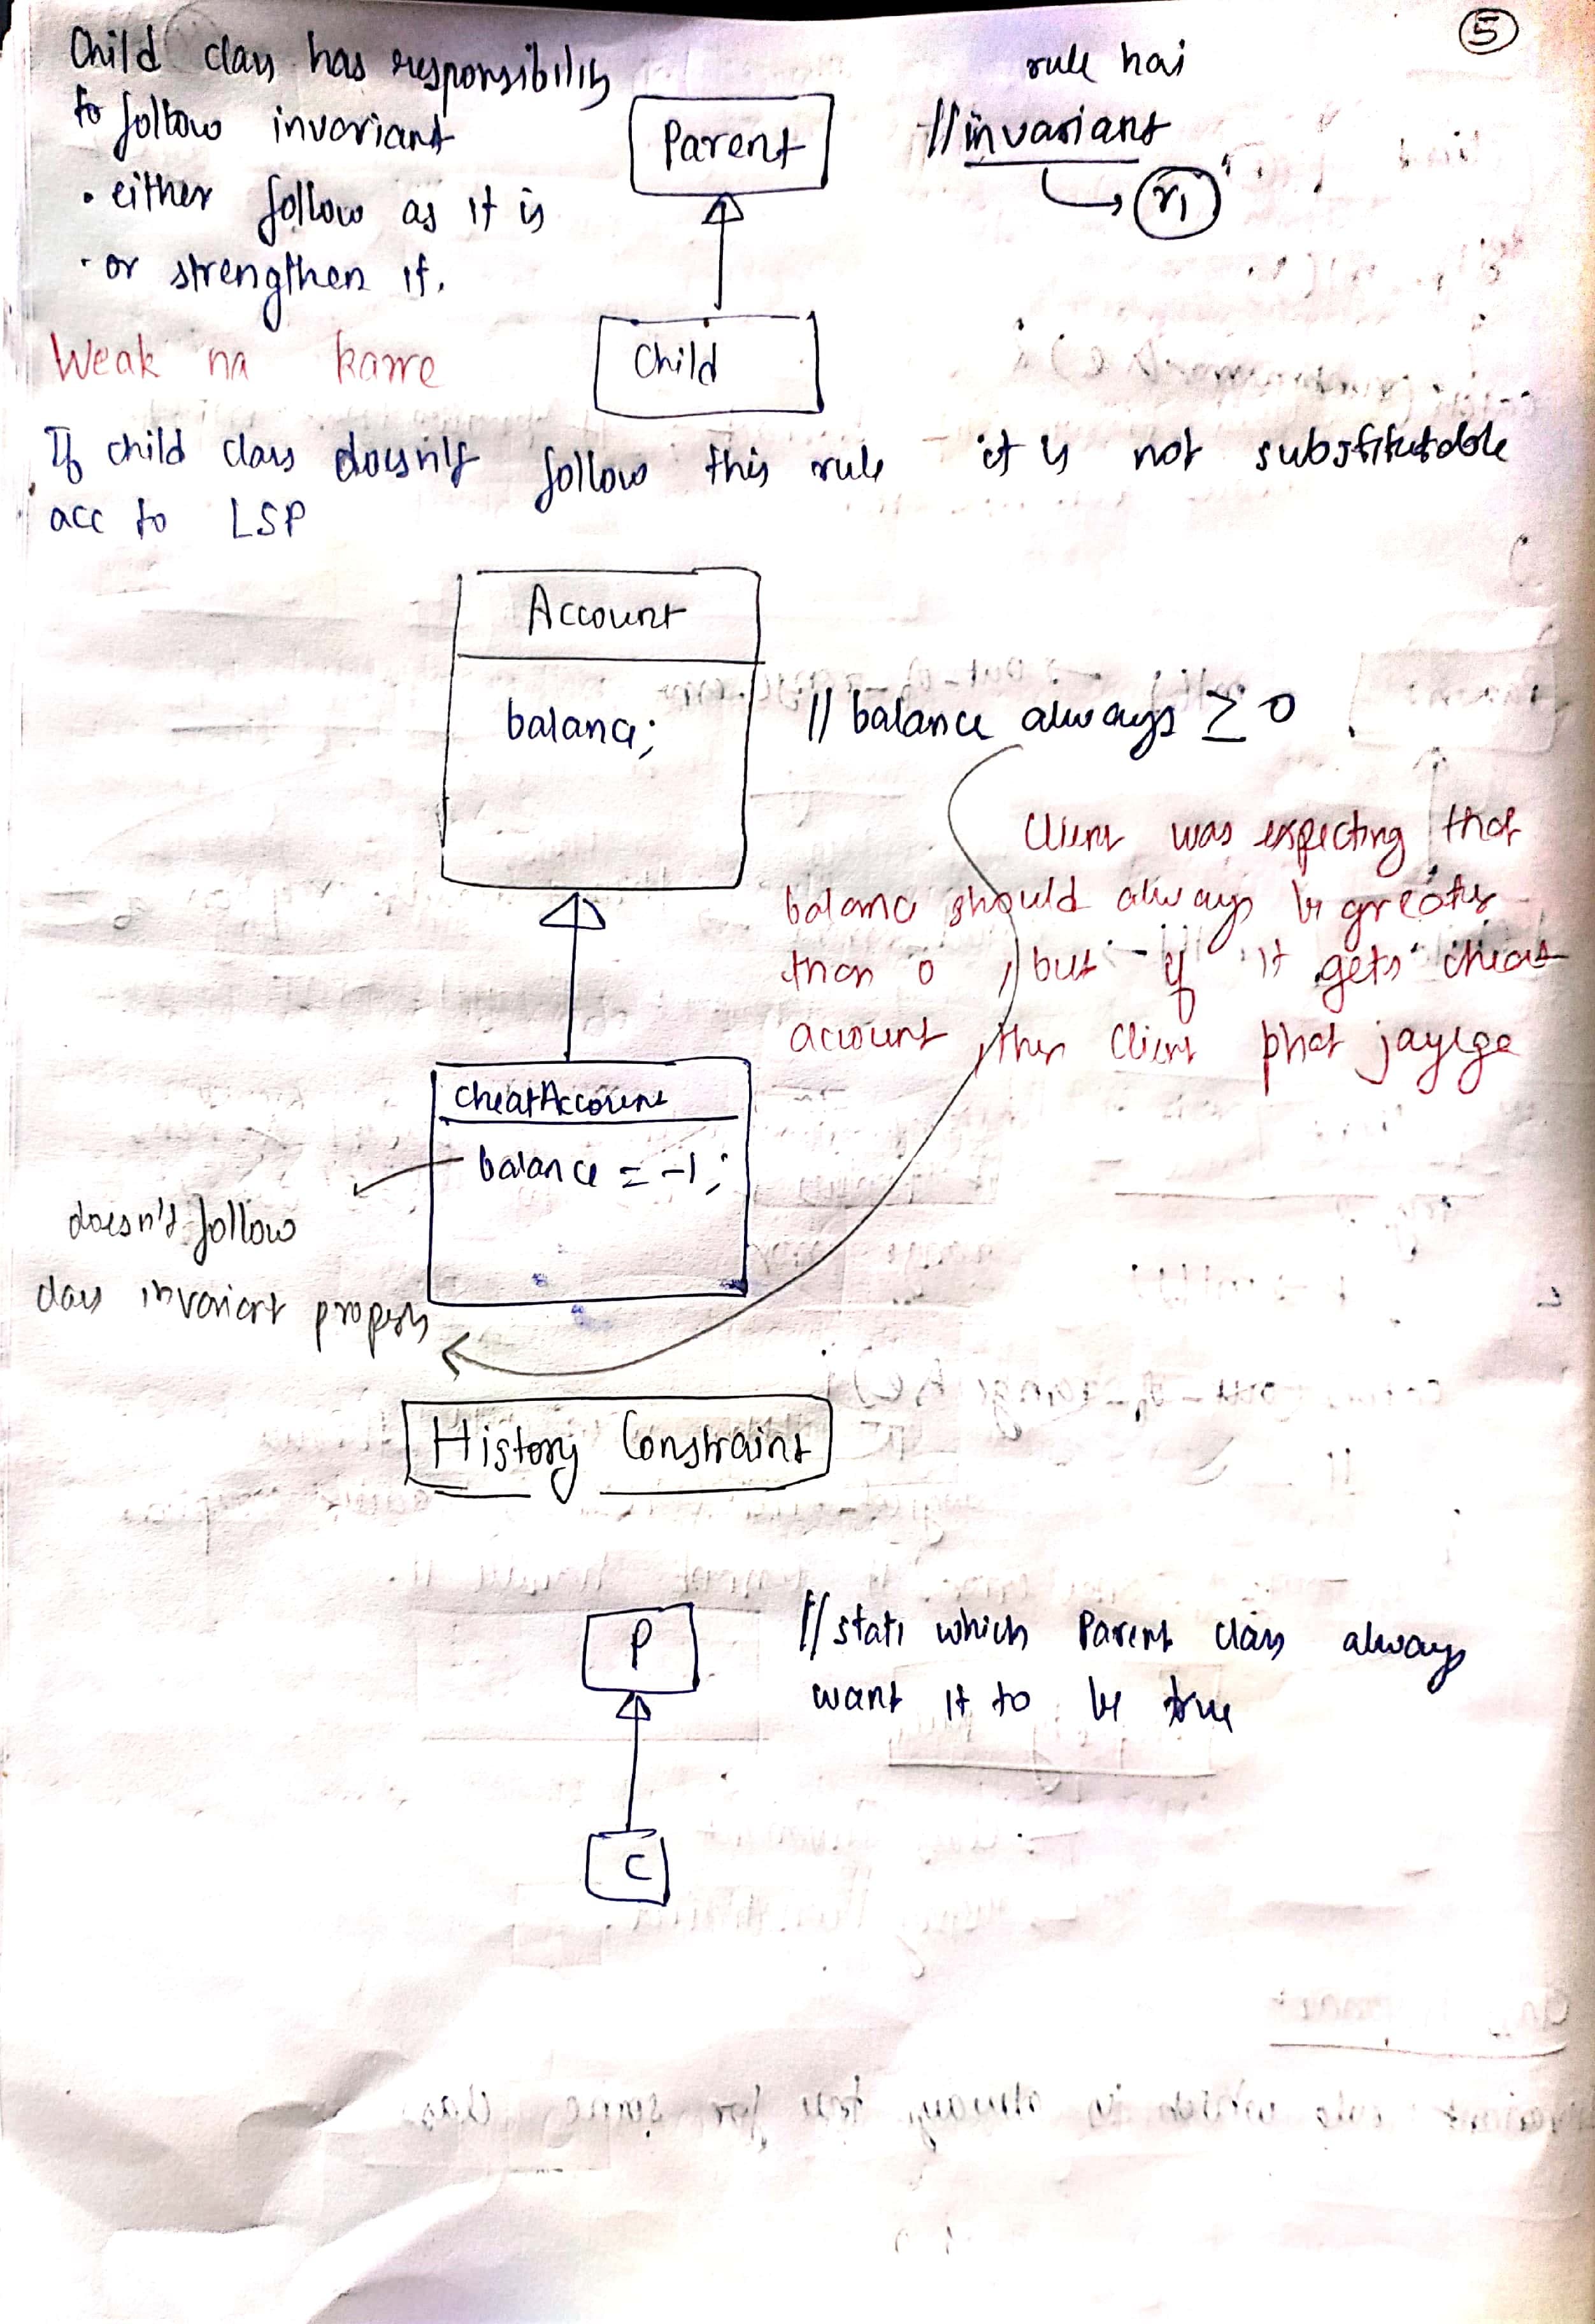 5
Child class has responsibility
to follow invariant
• either follow as it is
• or strengthen it.
Weak na karre
Parent
Child
rule hai
// invariant
r1
If child class doesn't follow this rule it is not substitutable
acc to LSP
Account
balance;
// balance always ≥ 0
Client was expecting that
balance should always be greater
than 0, but if it gets cheat
account, then client phat jayega
cheatAccount
balance = -1;
doesn't follow
class invariant property
History Constraint
P
C
// state which Parent class always
want it to be true